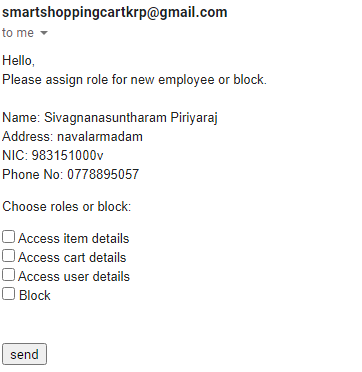 smartshoppingcartkrp@gmail.com
to me
Hello,
Please assign role for new employee or block.
Name: Sivagnanasuntharam Piriyaraj
Address: navalarmadam
NIC: 983151000v
Phone No: 0778895057
Choose roles or block:
Access item details
Access cart details
Access user details
Block
send